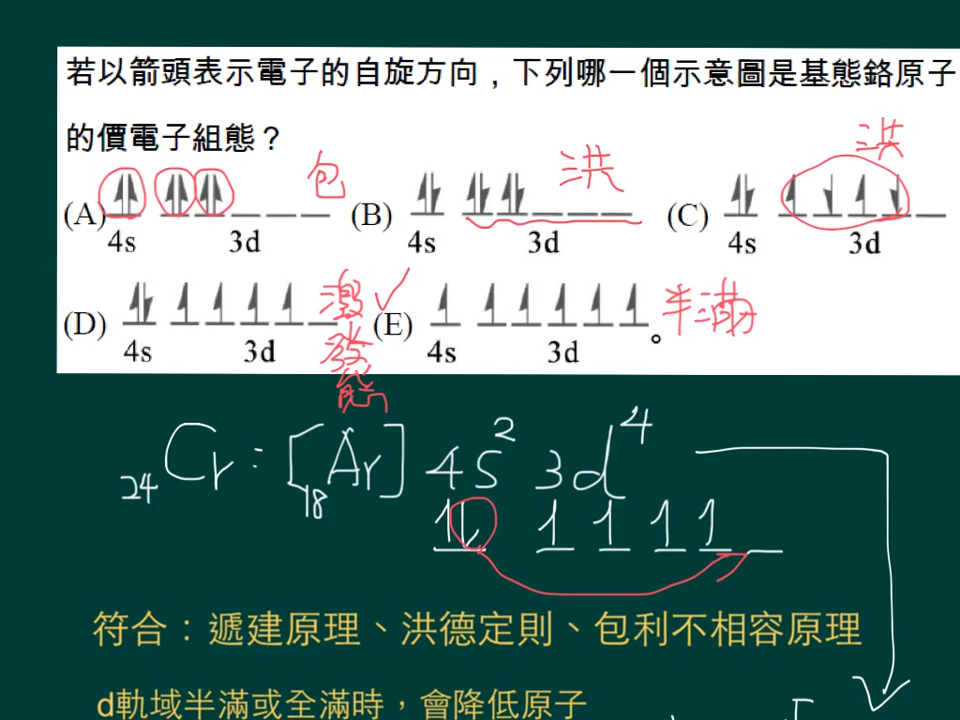 若以箭頭表示電子的自旋方向，下列哪一個示意圖是基態鉻原子
的價電子組態？
洪
包 洪
(A) (B) (C)
4s 3d 4s 3d 4s 3d
激 ✓ 半滿
(D) (E) 。
發
4s 3d 4s 3d
態
₂₄Cr : [₁₈Ar] 4s² 3d⁴
符合：遞建原理、洪德定則、包利不相容原理
d軌域半滿或全滿時，會降低原子